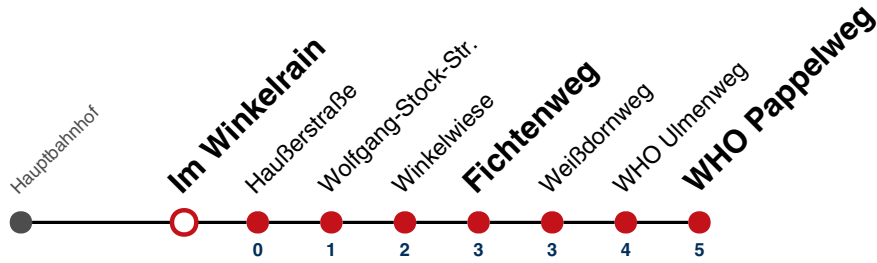 Hauptbahnhof
Im Winkelrain
Haußerstraße
Wolfgang-Stock-Str.
Winkelwiese
Fichtenweg
Weißdornweg
WHO Ulmenweg
WHO Pappelweg
0 1 2 3 3 4 5